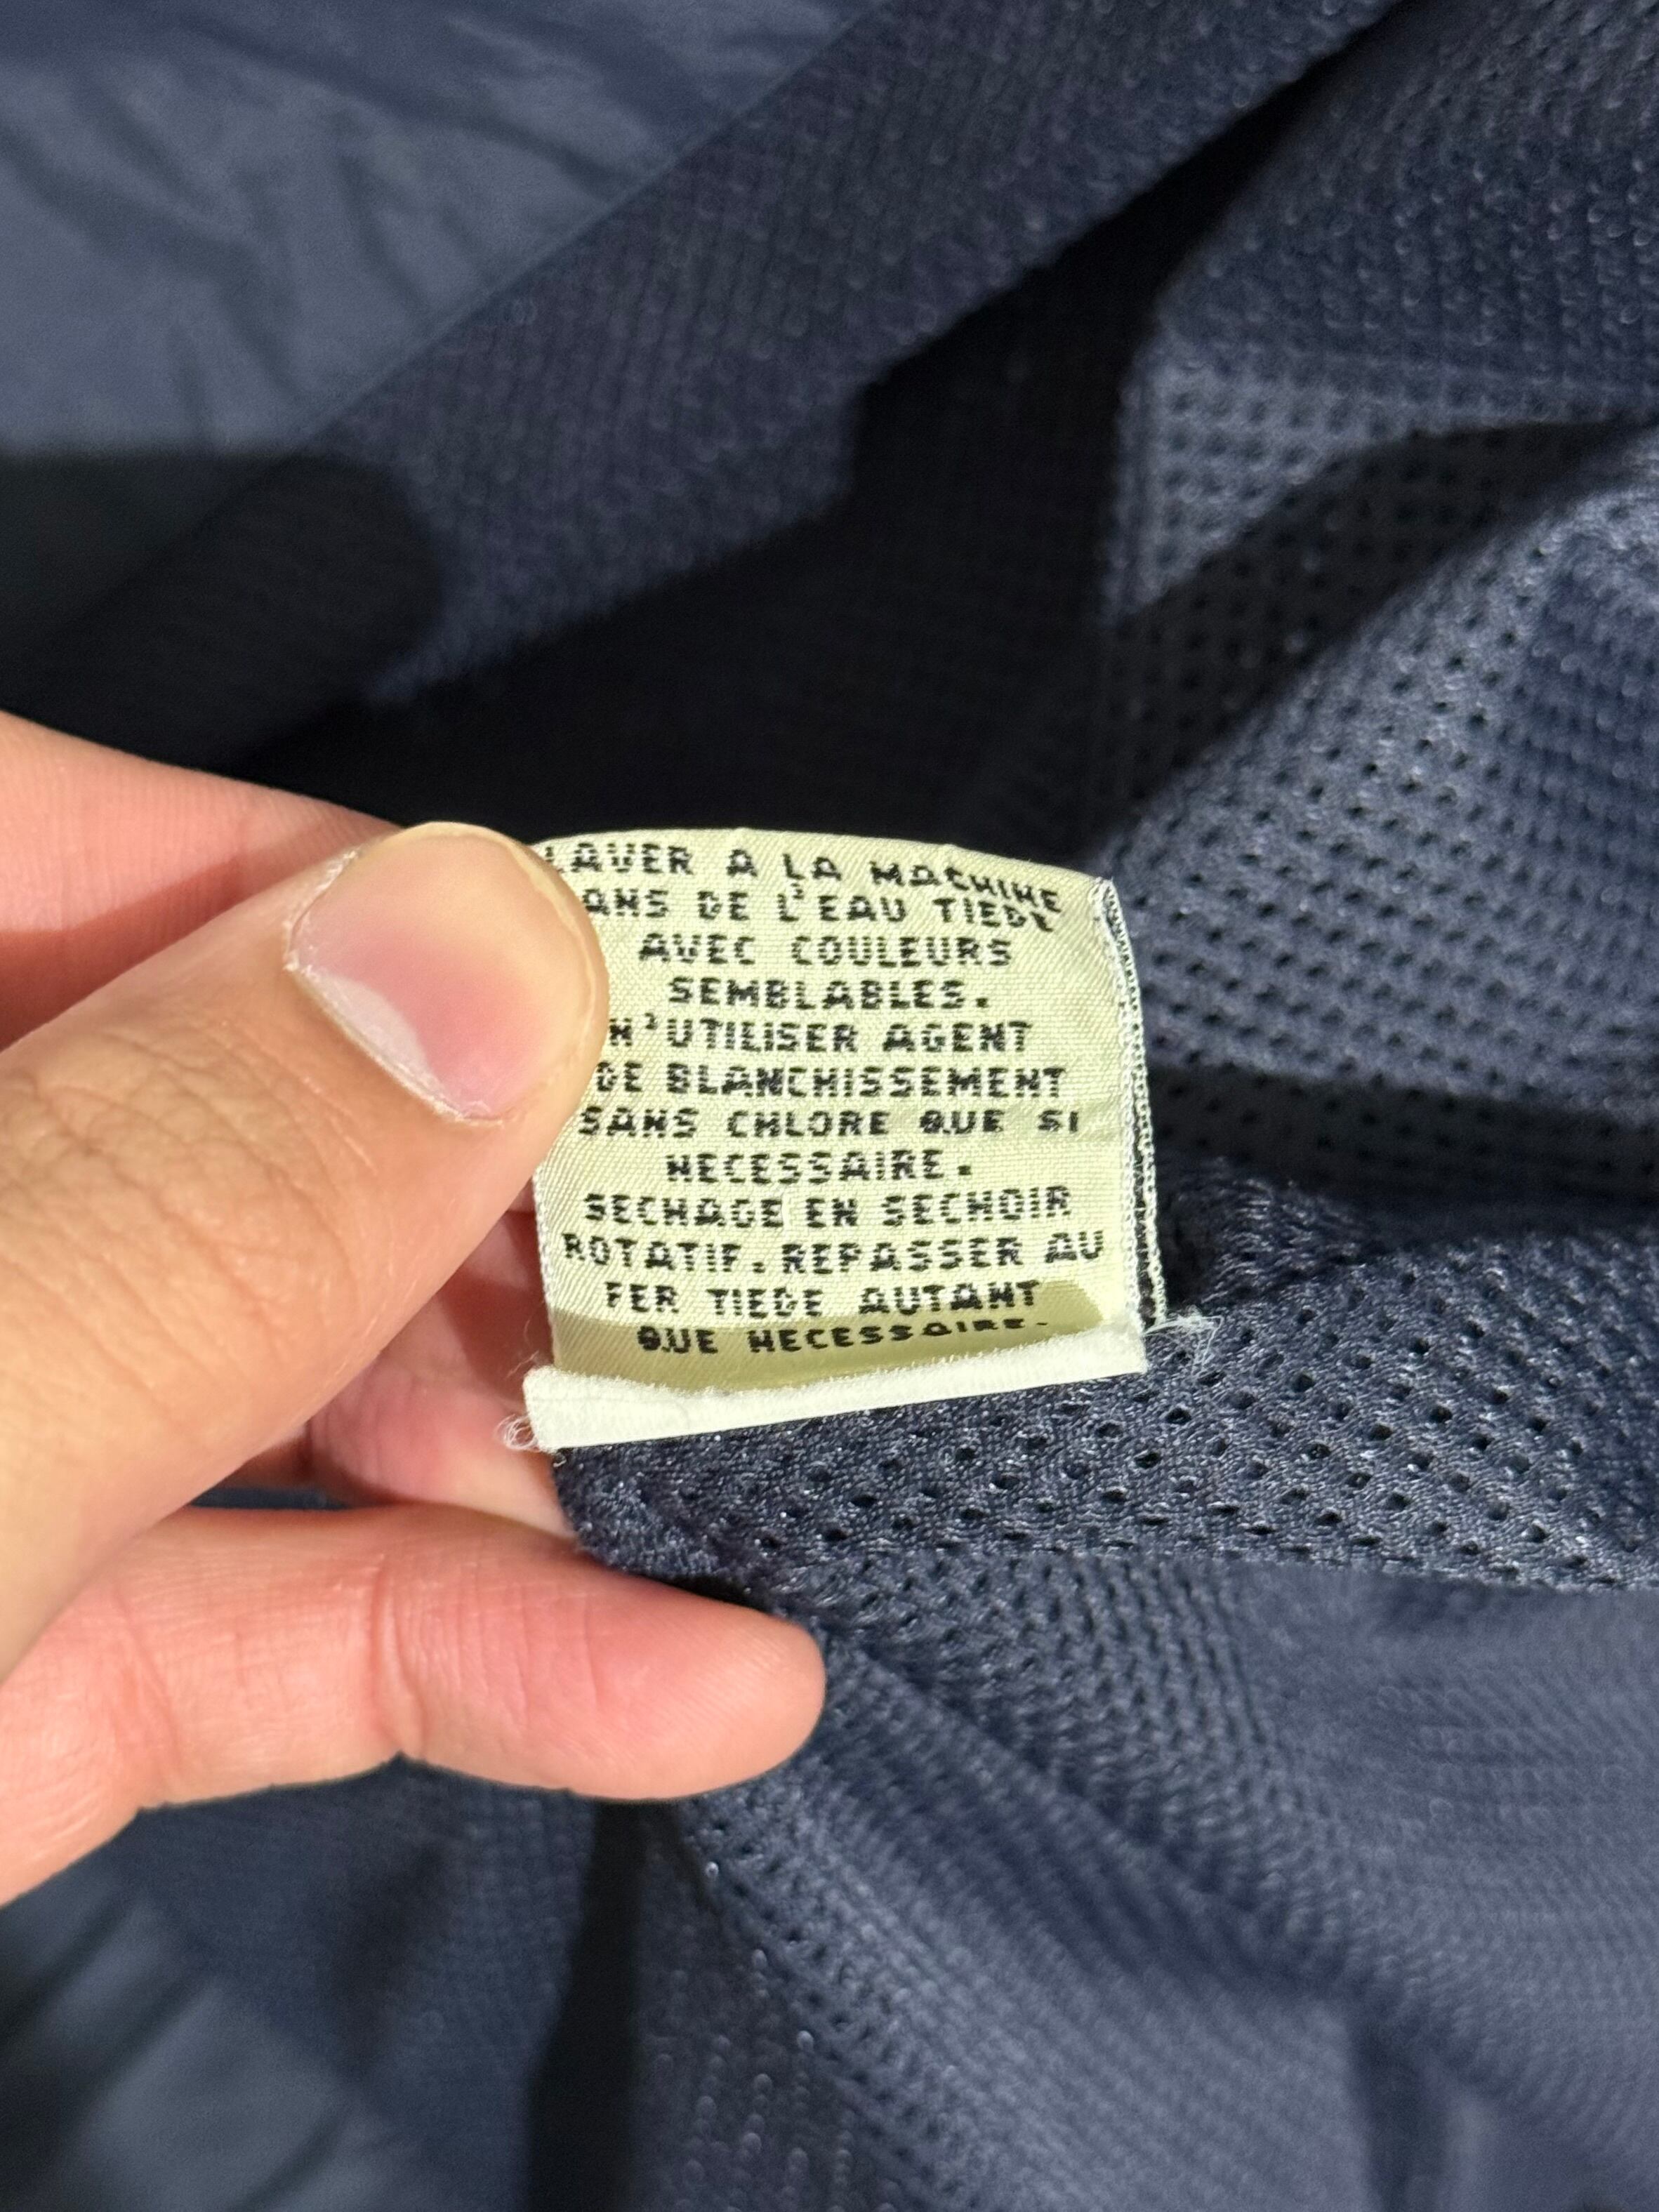 LAVER A LA MACHINE
ANS DE L'EAU TIEDE
AVEC COULEURS
SEMBLABLES.
N'UTILISER AGENT
DE BLANCHISSEMENT
SANS CHLORE QUE SI
NECESSAIRE.
SECHAGE EN SECHOIR
ROTATIF. REPASSER AU
FER TIEDE AUTANT
QUE NECESSAIRE.